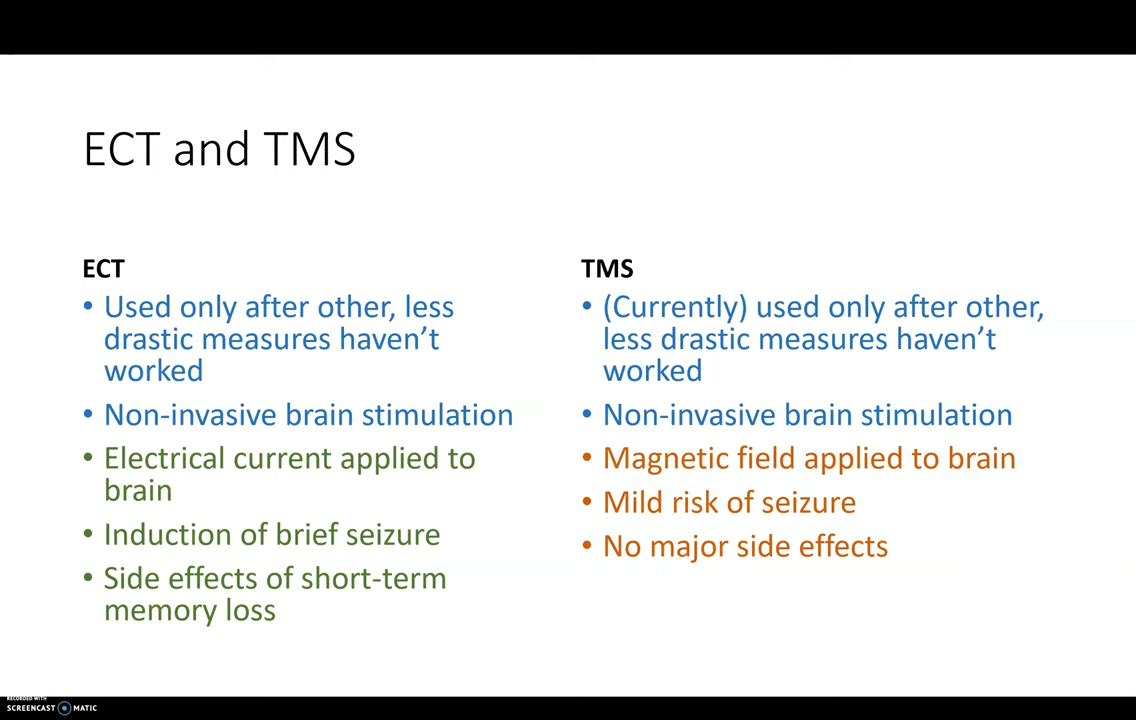 ECT and TMS
ECT
• Used only after other, less
drastic measures haven’t
worked
• Non-invasive brain stimulation
• Electrical current applied to
brain
• Induction of brief seizure
• Side effects of short-term
memory loss
TMS
• (Currently) used only after other,
less drastic measures haven’t
worked
• Non-invasive brain stimulation
• Magnetic field applied to brain
• Mild risk of seizure
• No major side effects
RECORDED WITH
SCREENCAST MATIC